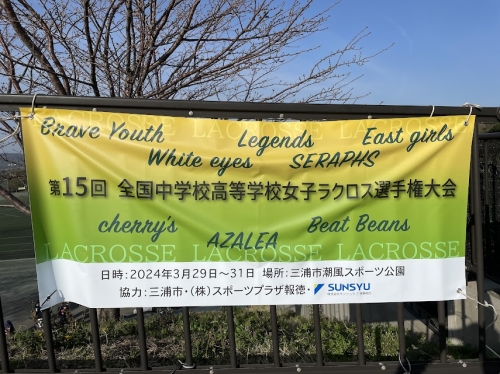 LACROSSE LACROSSE LACROSSE
Brave Youth Legends East girls
White eyes SERAPHS
第15回 全国中学校高等学校女子ラクロス選手権大会
cherry's AZALEA Beat Beans
LACROSSE LACROSSE LACROSSE
日時:2024年3月29日〜31日 場所:三浦市潮風スポーツ公園
協力:三浦市・(株)スポーツプラザ報徳・ SUNSYU